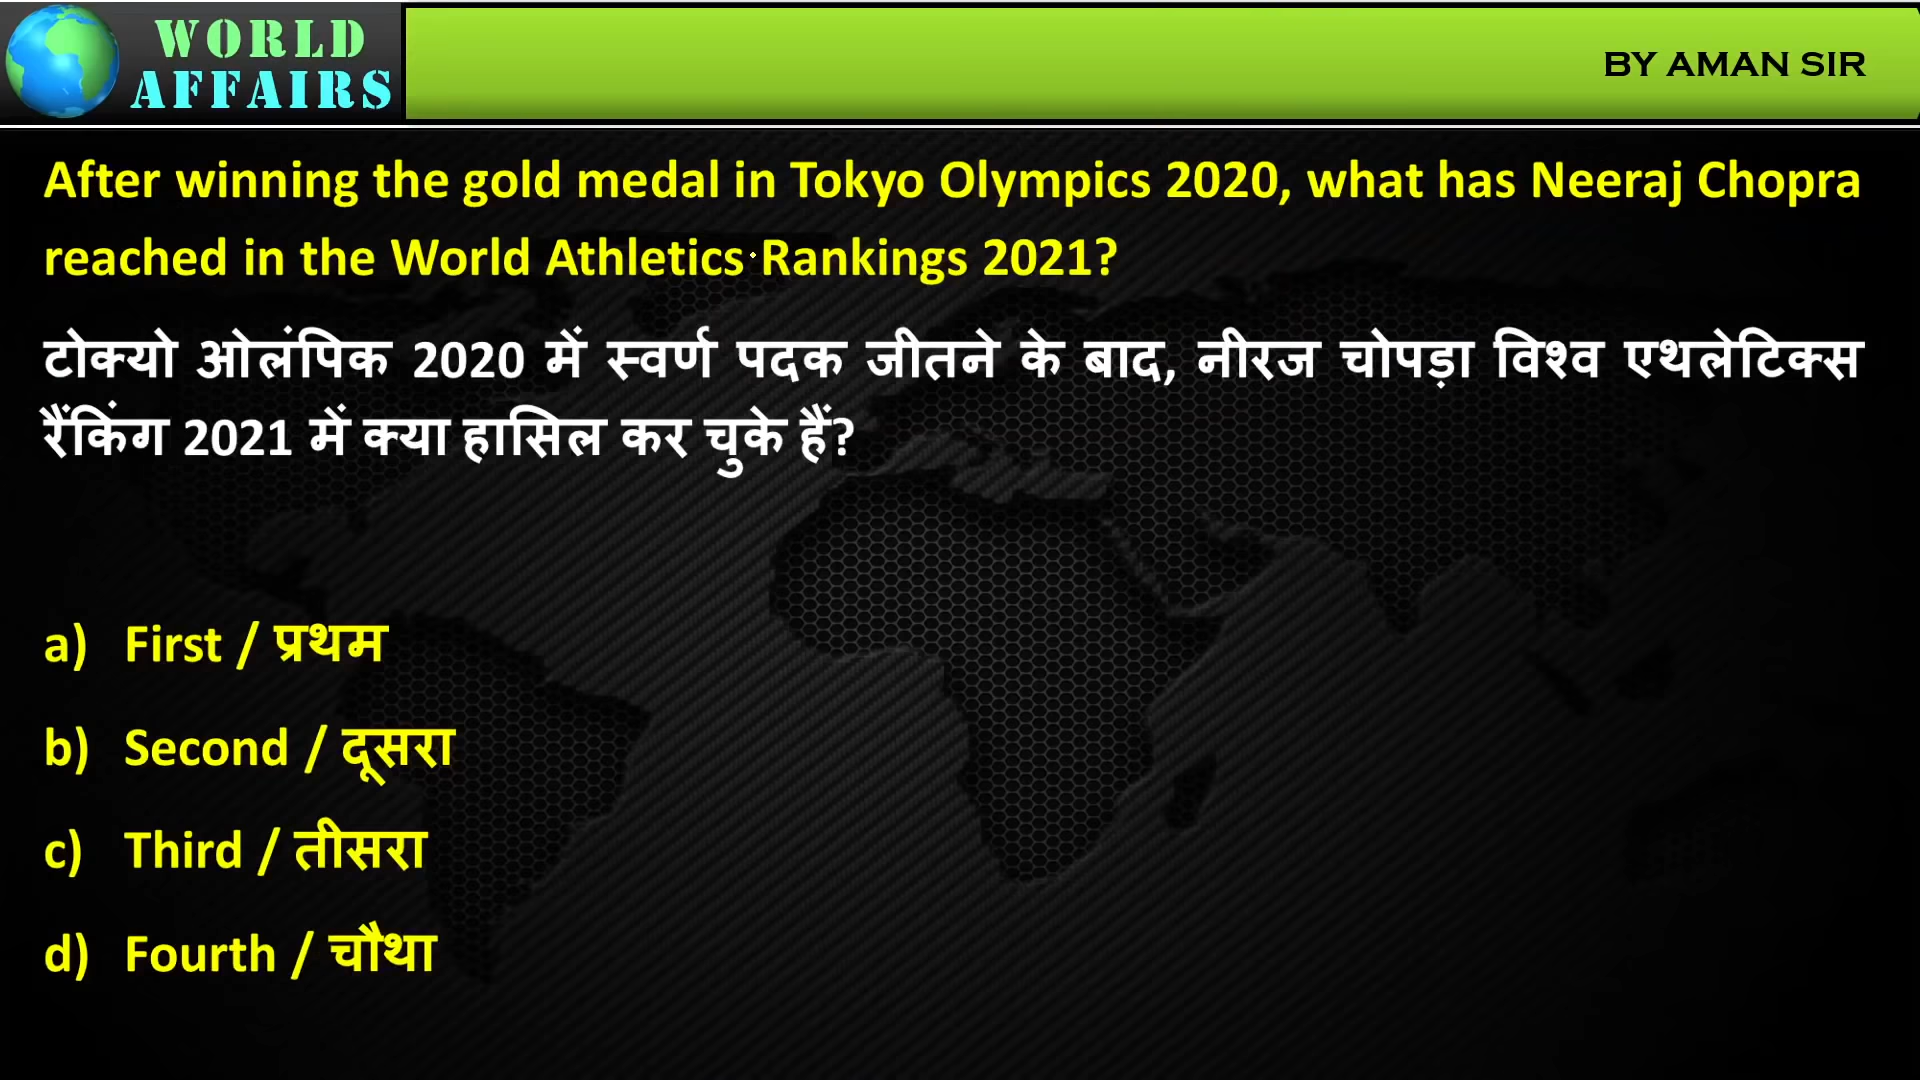 WORLD
AFFAIRS
BY AMAN SIR
After winning the gold medal in Tokyo Olympics 2020, what has Neeraj Chopra
reached in the World Athletics Rankings 2021?
टोक्यो ओलंपिक 2020 में स्वर्ण पदक जीतने के बाद, नीरज चोपड़ा विश्व एथलेटिक्स
रैंकिंग 2021 में क्या हासिल कर चुके हैं?
a) First / प्रथम
b) Second / दूसरा
c) Third / तीसरा
d) Fourth / चौथा